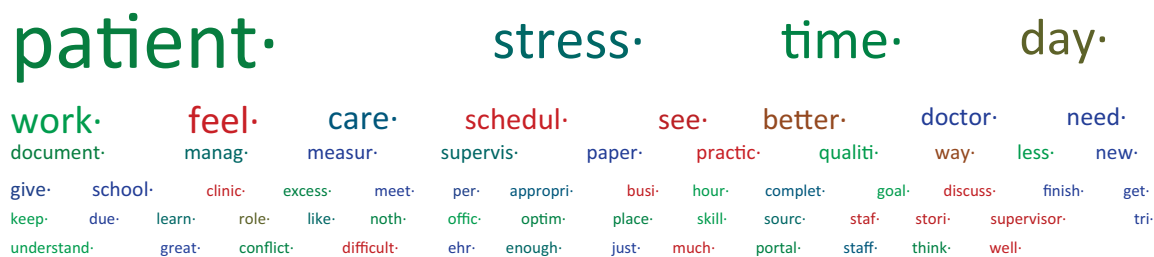 patient· stress· time· day·
work· feel· care· schedul· see· better· doctor· need·
document· manag· measur· supervis· paper· practic· qualiti· way· less· new·
give· school· clinic· excess· meet· per· appropri· busi· hour· complet· goal· discuss· finish· get·
keep· due· learn· role· like· noth· offic· optim· place· skill· sourc· staf· stori· supervisor· tri·
understand· great· conflict· difficult· ehr· enough· just· much· portal· staff· think· well·